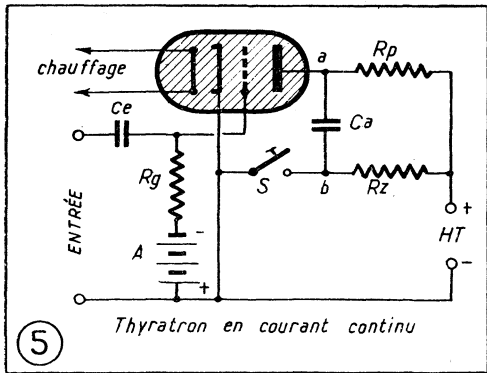 chauffage
a
Rp
Ce
Ca
Rg
S
b
Rz
ENTRÉE
A
-
+
+
HT
-
Thyratron en courant continu
5